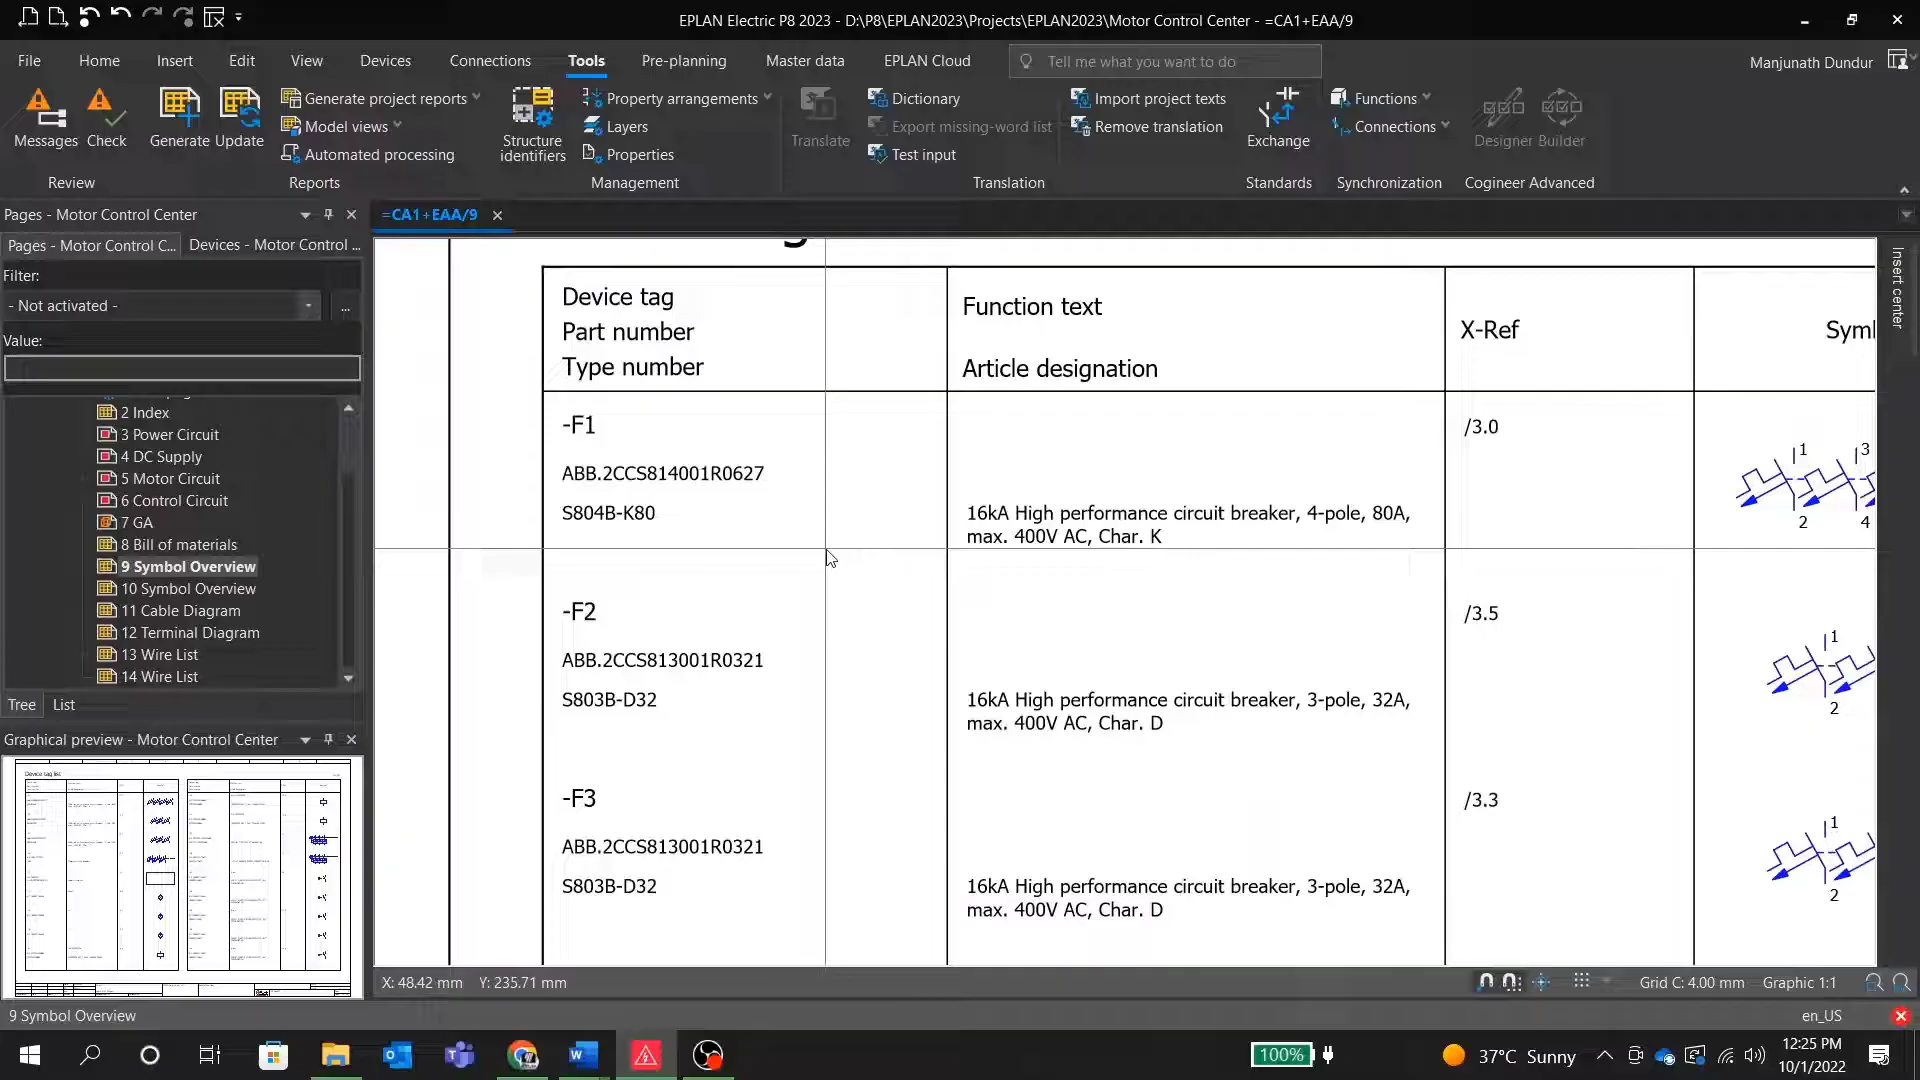 EPLAN Electric P8 2023 - D:\P8\EPLAN2023\Projects\EPLAN2023\Motor Control Center - =CA1+EAA/9
File
Home
Insert
Edit
View
Devices
Connections
Tools
Pre-planning
Master data
EPLAN Cloud
Tell me what you want to do
Manjunath Dundur
Messages
Check
Generate
Update
Generate project reports
Model views
Automated processing
Structure identifiers
Property arrangements
Layers
Properties
Translate
Dictionary
Export missing-word list
Test input
Import project texts
Remove translation
Exchange
Functions
Connections
Designer
Builder
Review
Reports
Management
Translation
Standards
Synchronization
Cogineer Advanced
Pages - Motor Control Center
Pages - Motor Control C...
Devices - Motor Control ...
Filter:
- Not activated -
...
Value:
2 Index
3 Power Circuit
4 DC Supply
5 Motor Circuit
6 Control Circuit
7 GA
8 Bill of materials
9 Symbol Overview
10 Symbol Overview
11 Cable Diagram
12 Terminal Diagram
13 Wire List
14 Wire List
Tree
List
Graphical preview - Motor Control Center
Device tag list
=CA1+EAA/9
Device tag
Part number
Type number
Function text
Article designation
X-Ref
Syml
-F1
/3.0
ABB.2CCS814001R0627
S804B-K80
16kA High performance circuit breaker, 4-pole, 80A,
max. 400V AC, Char. K
1
3
2
4
-F2
/3.5
ABB.2CCS813001R0321
S803B-D32
16kA High performance circuit breaker, 3-pole, 32A,
max. 400V AC, Char. D
1
2
-F3
/3.3
ABB.2CCS813001R0321
S803B-D32
16kA High performance circuit breaker, 3-pole, 32A,
max. 400V AC, Char. D
1
2
Insert center
X: 48.42 mm
Y: 235.71 mm
Grid C: 4.00 mm
Graphic 1:1
9 Symbol Overview
en_US
100%
37°C Sunny
12:25 PM
10/1/2022